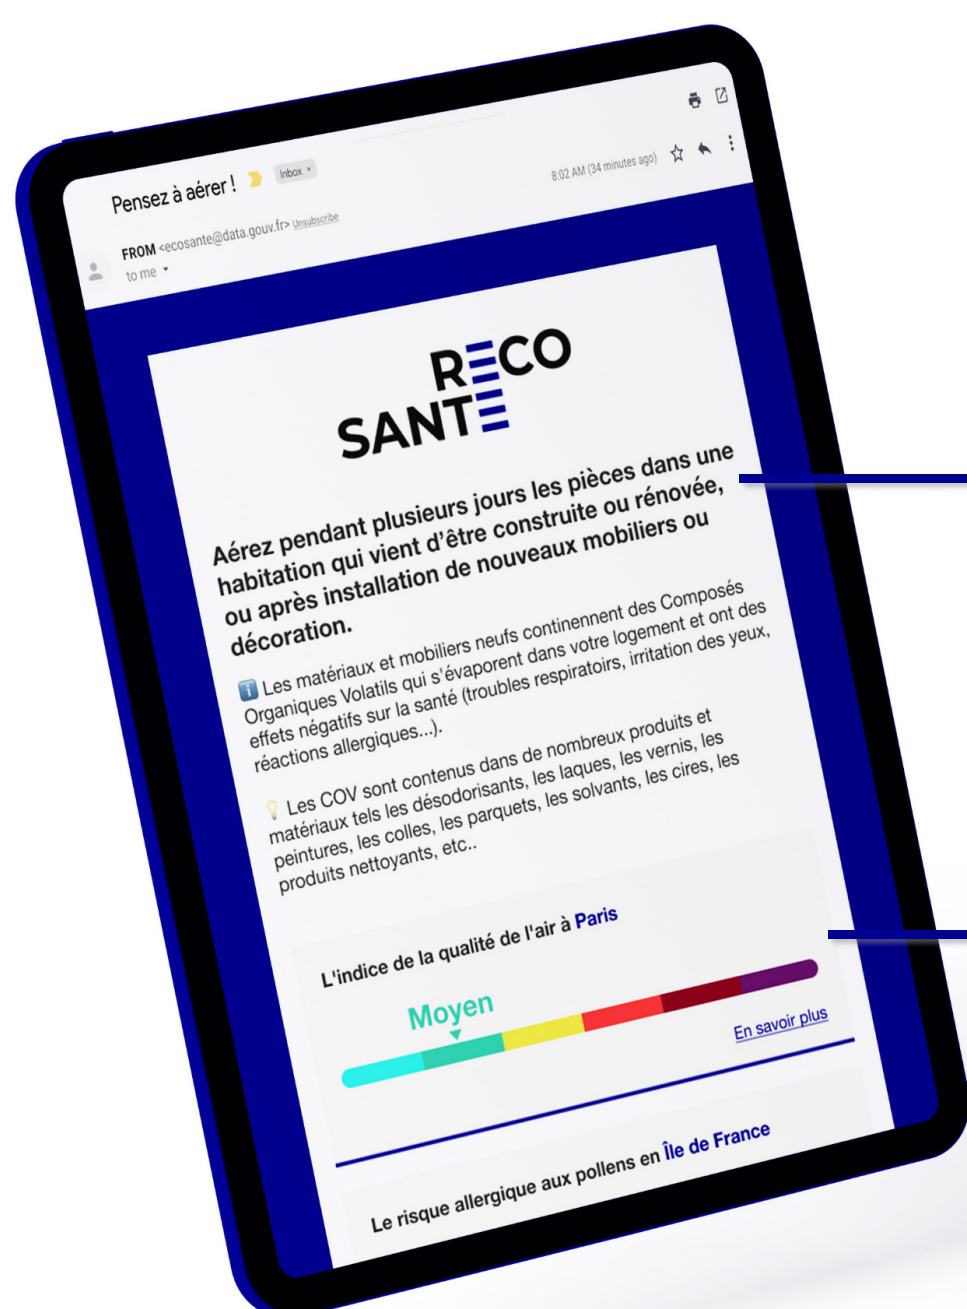 Pensez à aérer !
Inbox ×
8:02 AM (34 minutes ago)
FROM <ecosante@data.gouv.fr> Unsubscribe
to me
RECO
SANTE
Aérez pendant plusieurs jours les pièces dans une
habitation qui vient d'être construite ou rénovée,
ou après installation de nouveaux mobiliers ou
décoration.
ℹ️ Les matériaux et mobiliers neufs continennent des Composés
Organiques Volatils qui s'évaporent dans votre logement et ont des
effets négatifs sur la santé (troubles respiratoirs, irritation des yeux,
réactions allergiques...).
💡 Les COV sont contenus dans de nombreux produits et
matériaux tels les désodorisants, les laques, les vernis, les
peintures, les colles, les parquets, les solvants, les cires, les
produits nettoyants, etc..
L'indice de la qualité de l'air à Paris
Moyen
En savoir plus
Le risque allergique aux pollens en Île de France